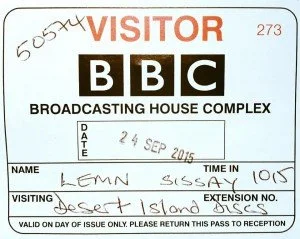 50574
VISITOR 273
BBC
BROADCASTING HOUSE COMPLEX
DATE 24 SEP 2015
NAME LEMN SISSAY TIME IN 1015
VISITING Desert Island Discs EXTENSION NO.
VALID ON DAY OF ISSUE ONLY. PLEASE RETURN THIS PASS TO RECEPTION